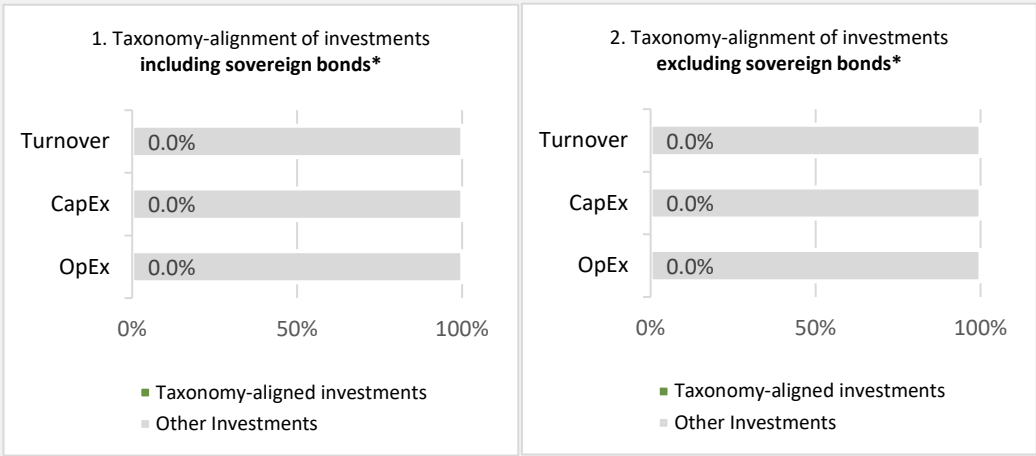 1. Taxonomy-alignment of investments
including sovereign bonds*
Turnover 0.0%
CapEx 0.0%
OpEx 0.0%
0% 50% 100%
Taxonomy-aligned investments
Other Investments
2. Taxonomy-alignment of investments
excluding sovereign bonds*
Turnover 0.0%
CapEx 0.0%
OpEx 0.0%
0% 50% 100%
Taxonomy-aligned investments
Other Investments